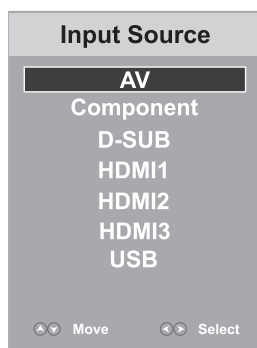 Input Source
AV
Component
D-SUB
HDMI1
HDMI2
HDMI3
USB
Move Select